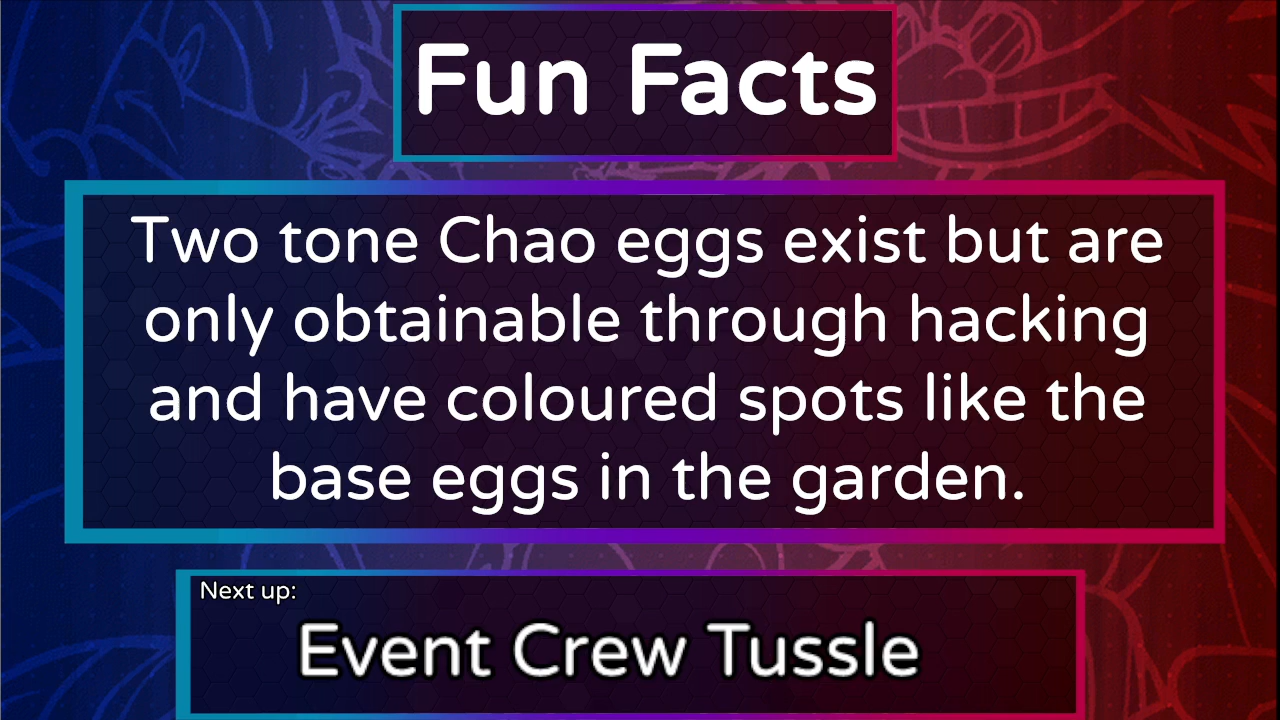 Fun Facts
Two tone Chao eggs exist but are
only obtainable through hacking
and have coloured spots like the
base eggs in the garden.
Next up:
Event Crew Tussle